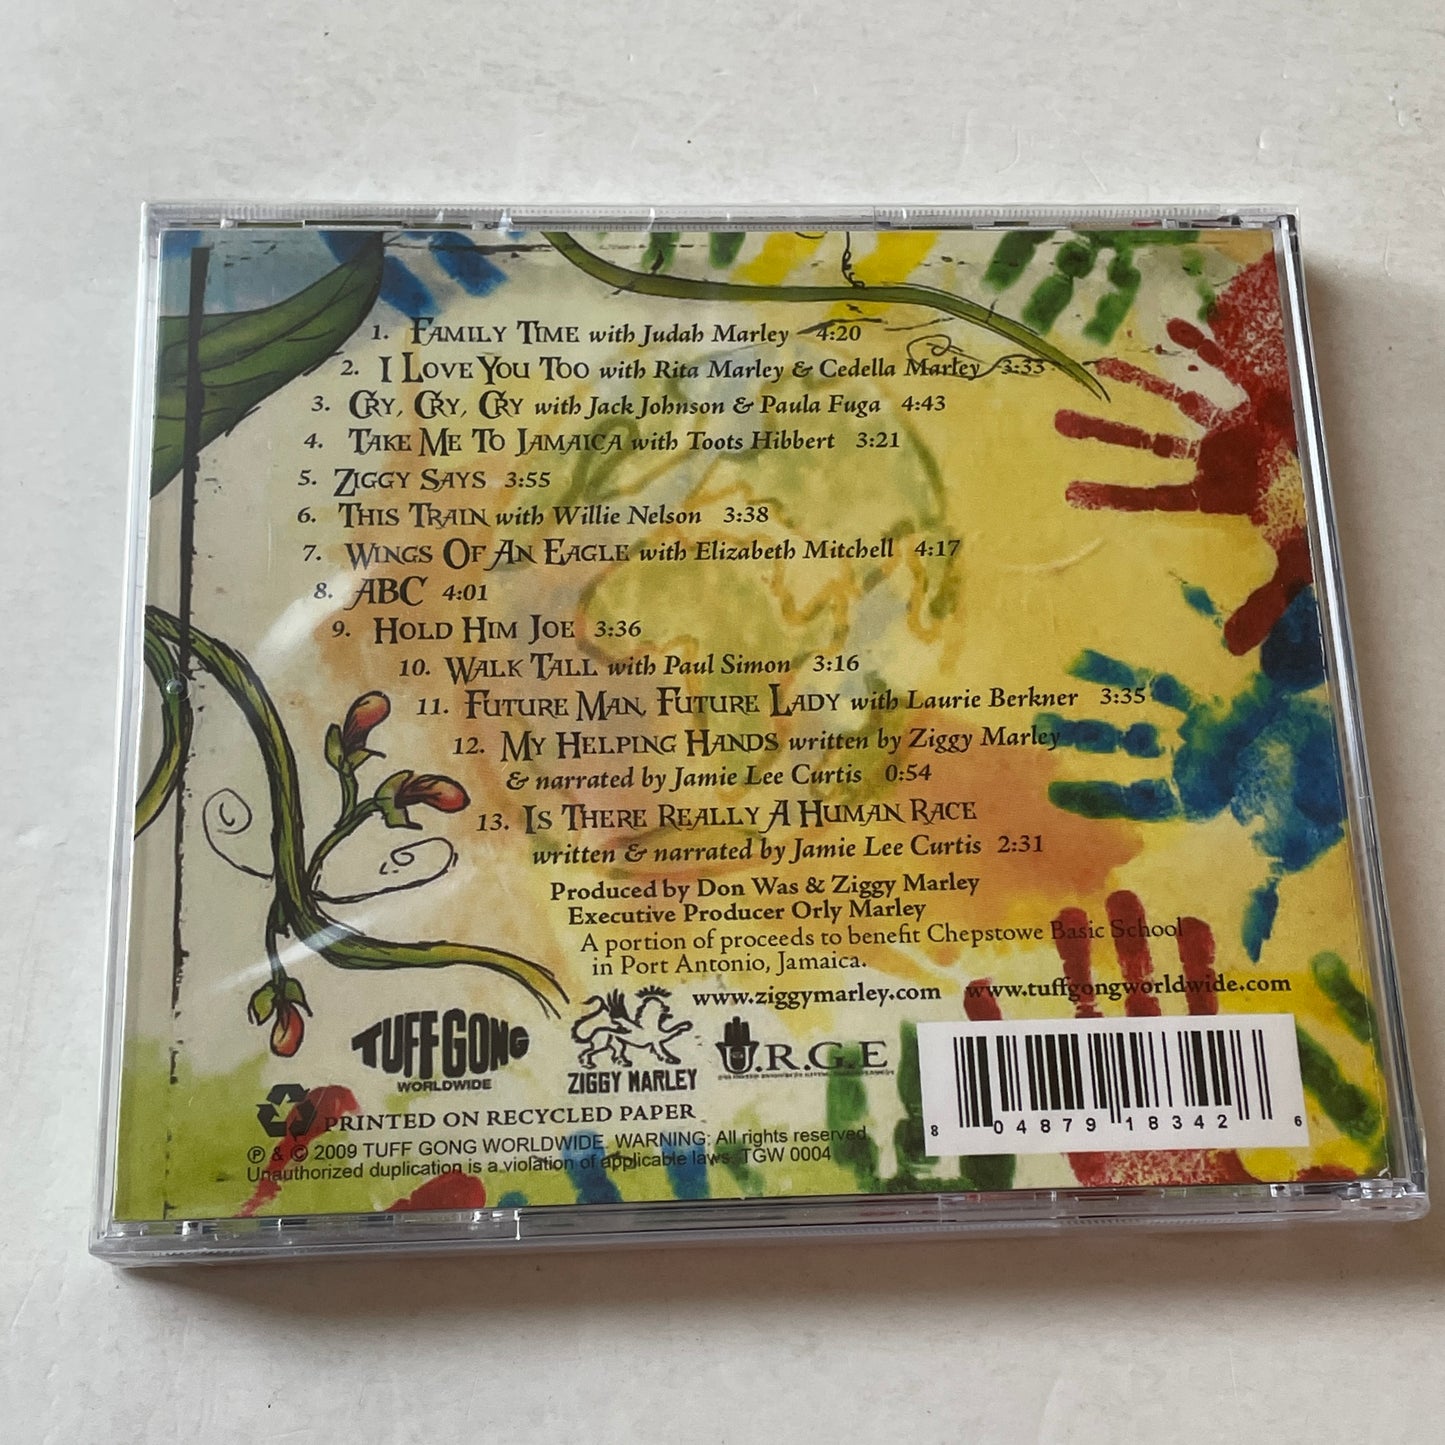 1. Family Time with Judah Marley 4:20
2. I Love You Too with Rita Marley & Cedella Marley 3:33
3. Cry, Cry, Cry with Jack Johnson & Paula Fuga 4:43
4. Take Me To Jamaica with Toots Hibbert 3:21
5. Ziggy Says 3:55
6. This Train with Willie Nelson 3:38
7. Wings Of An Eagle with Elizabeth Mitchell 4:17
8. ABC 4:01
9. Hold Him Joe 3:36
10. Walk Tall with Paul Simon 3:16
11. Future Man, Future Lady with Laurie Berkner 3:35
12. My Helping Hands written by Ziggy Marley
& narrated by Jamie Lee Curtis 0:54
13. Is There Really A Human Race
written & narrated by Jamie Lee Curtis 2:31
Produced by Don Was & Ziggy Marley
Executive Producer Orly Marley
A portion of proceeds to benefit Chepstowe Basic School
in Port Antonio, Jamaica.
www.ziggymarley.com www.tuffgongworldwide.com
TUFF GONG
WORLDWIDE
ZIGGY MARLEY
U.R.G.E
PRINTED ON RECYCLED PAPER
℗ & © 2009 TUFF GONG WORLDWIDE. WARNING: All rights reserved.
Unauthorized duplication is a violation of applicable laws. TGW 0004
8 04879 18342 6